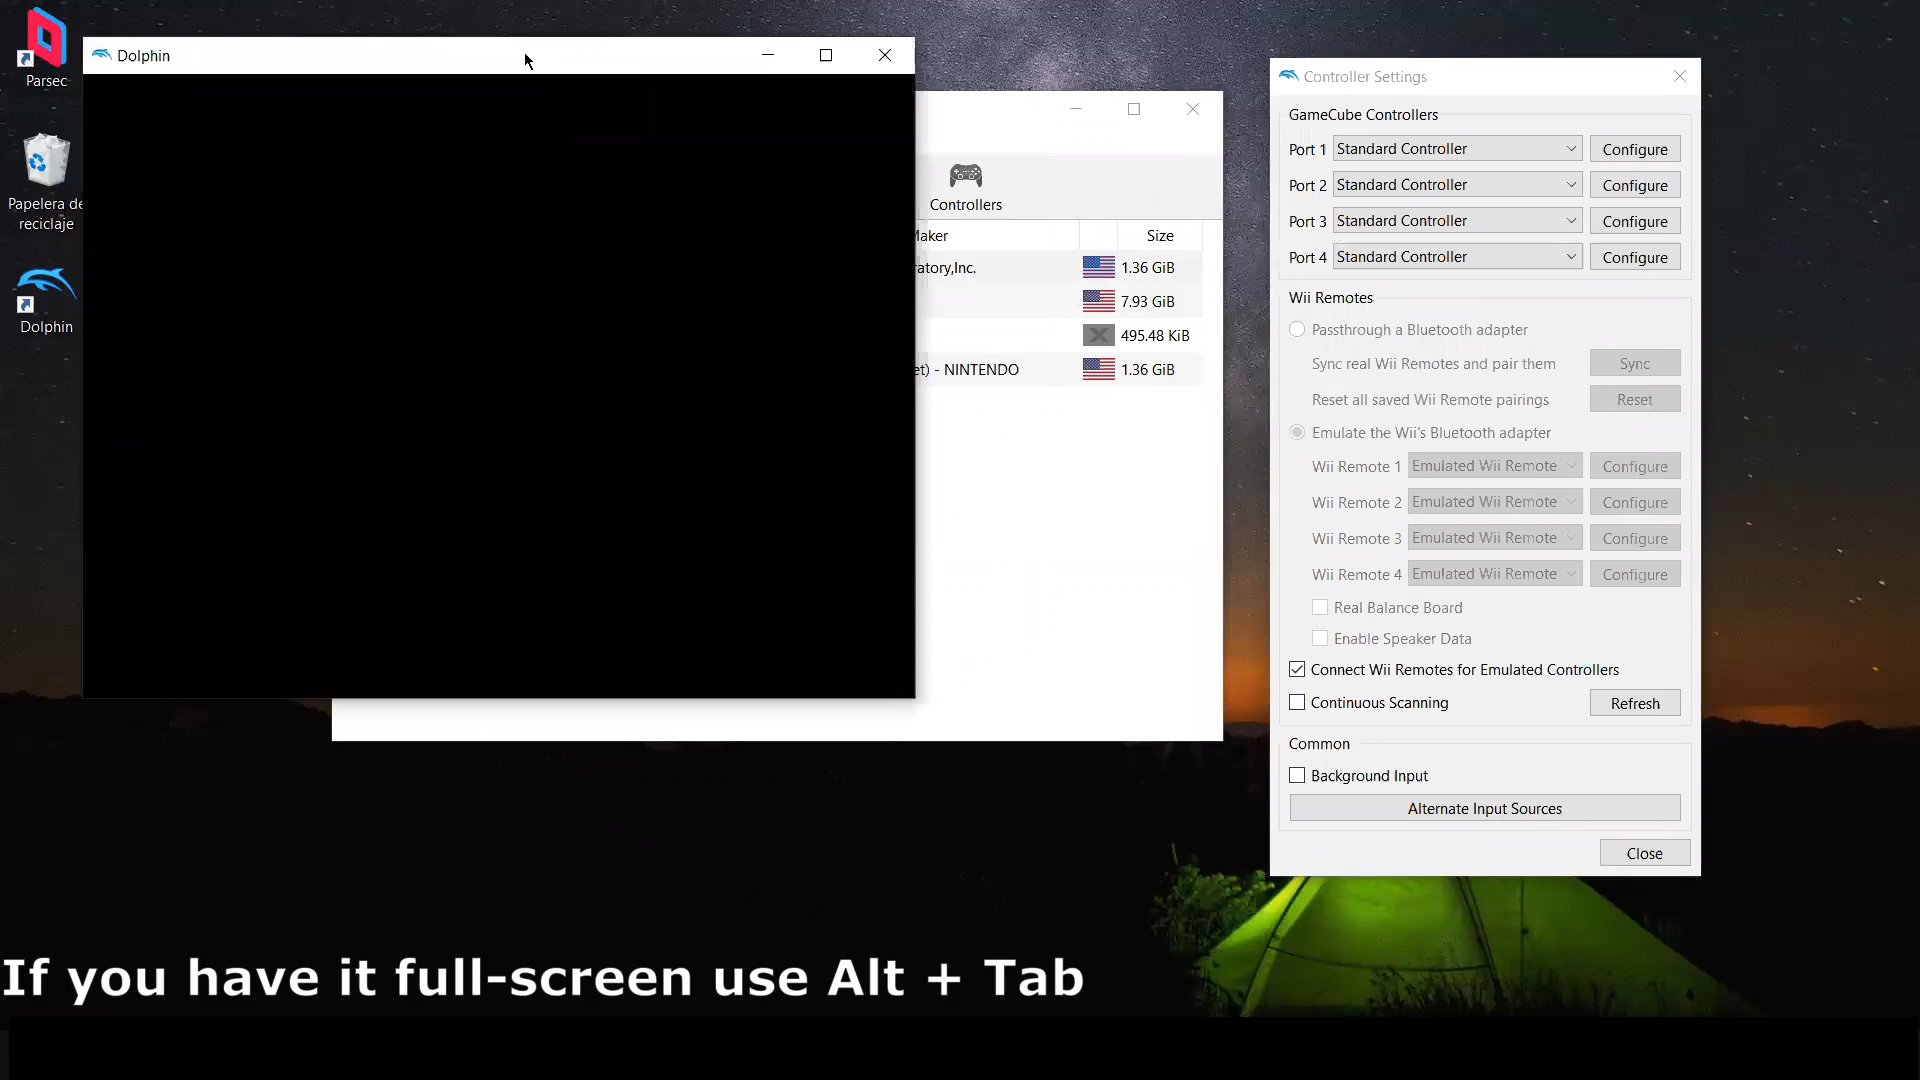 Parsec
Papelera de
reciclaje
Dolphin
Dolphin
Controllers
Maker
Size
ratory,Inc.
1.36 GiB
7.93 GiB
495.48 KiB
et) - NINTENDO
1.36 GiB
Controller Settings
GameCube Controllers
Port 1 Standard Controller Configure
Port 2 Standard Controller Configure
Port 3 Standard Controller Configure
Port 4 Standard Controller Configure
Wii Remotes
Passthrough a Bluetooth adapter
Sync real Wii Remotes and pair them Sync
Reset all saved Wii Remote pairings Reset
Emulate the Wii's Bluetooth adapter
Wii Remote 1 Emulated Wii Remote Configure
Wii Remote 2 Emulated Wii Remote Configure
Wii Remote 3 Emulated Wii Remote Configure
Wii Remote 4 Emulated Wii Remote Configure
Real Balance Board
Enable Speaker Data
Connect Wii Remotes for Emulated Controllers
Continuous Scanning Refresh
Common
Background Input
Alternate Input Sources
Close
If you have it full-screen use Alt + Tab